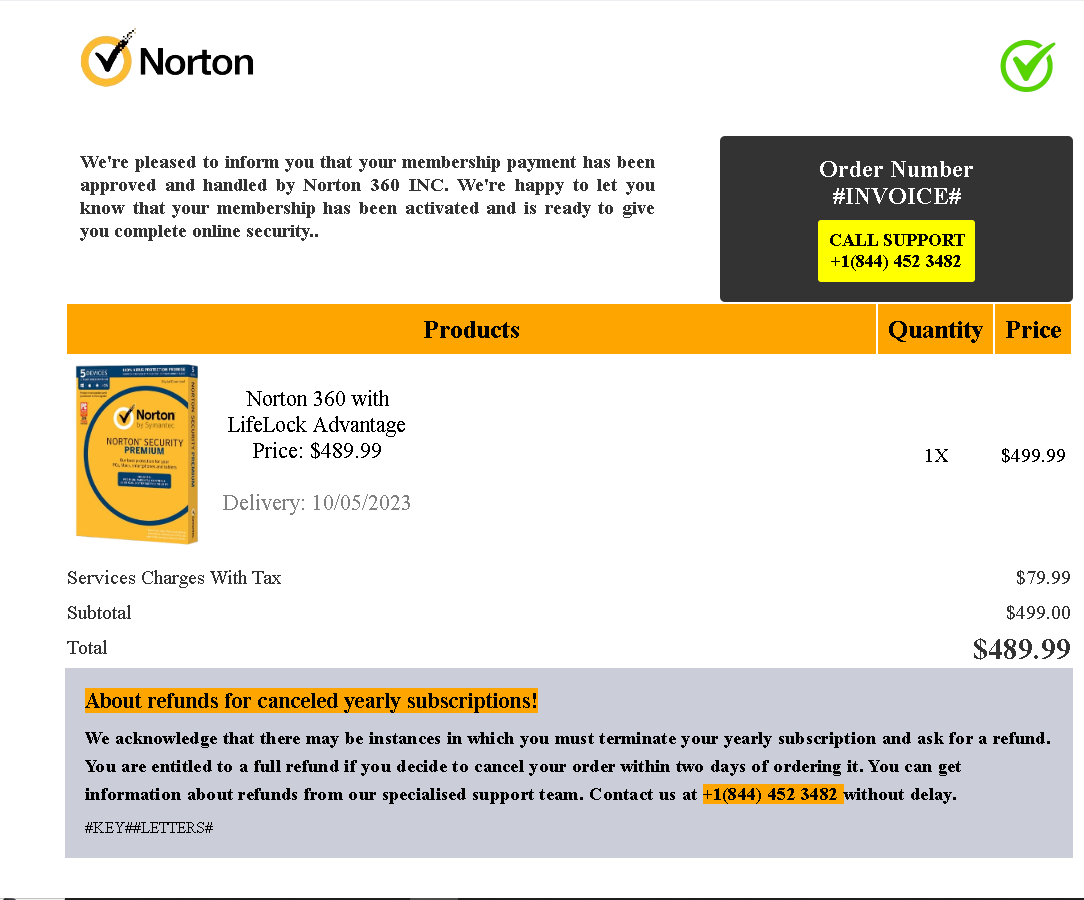 Norton
We're pleased to inform you that your membership payment has been
approved and handled by Norton 360 INC. We're happy to let you
know that your membership has been activated and is ready to give
you complete online security..
Order Number
#INVOICE#
CALL SUPPORT
+1(844) 452 3482
Products
Quantity
Price
5 DEVICES
Norton
by Symantec
NORTON™ SECURITY
PREMIUM
NORTON SECURITY PREMIUM
Norton 360 with
LifeLock Advantage
Price: $489.99
Delivery: 10/05/2023
1X
$499.99
Services Charges With Tax
$79.99
Subtotal
$499.00
Total
$489.99
About refunds for canceled yearly subscriptions!
We acknowledge that there may be instances in which you must terminate your yearly subscription and ask for a refund.
You are entitled to a full refund if you decide to cancel your order within two days of ordering it. You can get
information about refunds from our specialised support team. Contact us at +1(844) 452 3482 without delay.
#KEY##LETTERS#